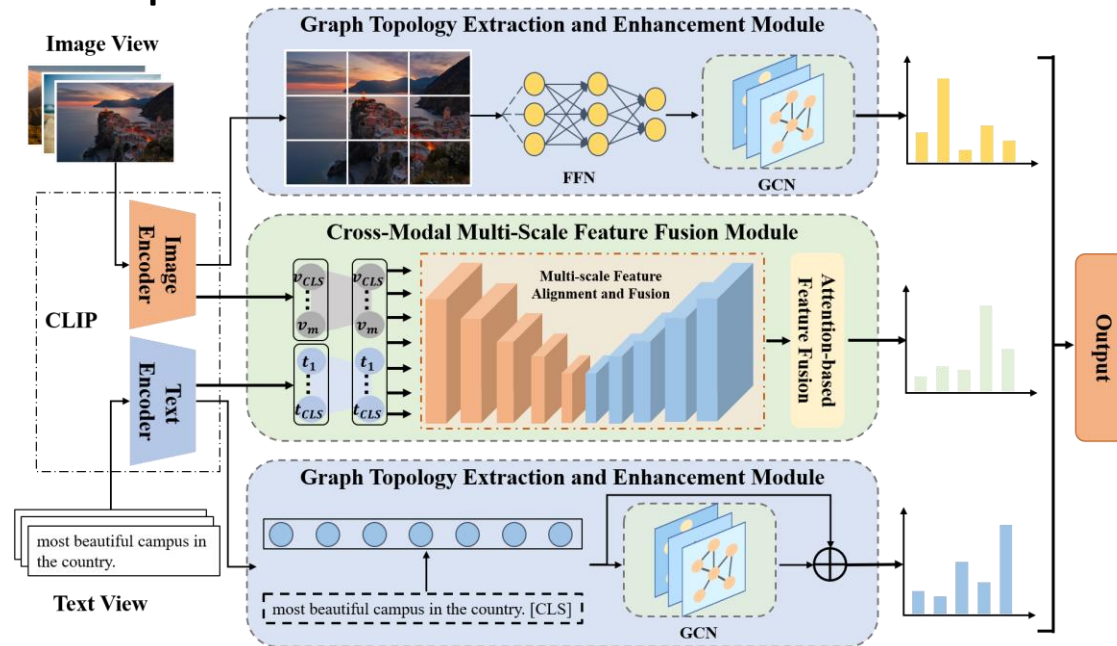 Graph Topology Extraction and Enhancement Module
Image View
FFN
GCN
Cross-Modal Multi-Scale Feature Fusion Module
Image
Encoder
CLIP
Text
Encoder
v_CLS
v_m
t_1
t_CLS
v_CLS
v_m
t_1
t_CLS
Multi-scale Feature
Alignment and Fusion
Attention-based
Feature Fusion
Output
Graph Topology Extraction and Enhancement Module
most beautiful campus in
the country.
Text View
most beautiful campus in the country. [CLS]
GCN